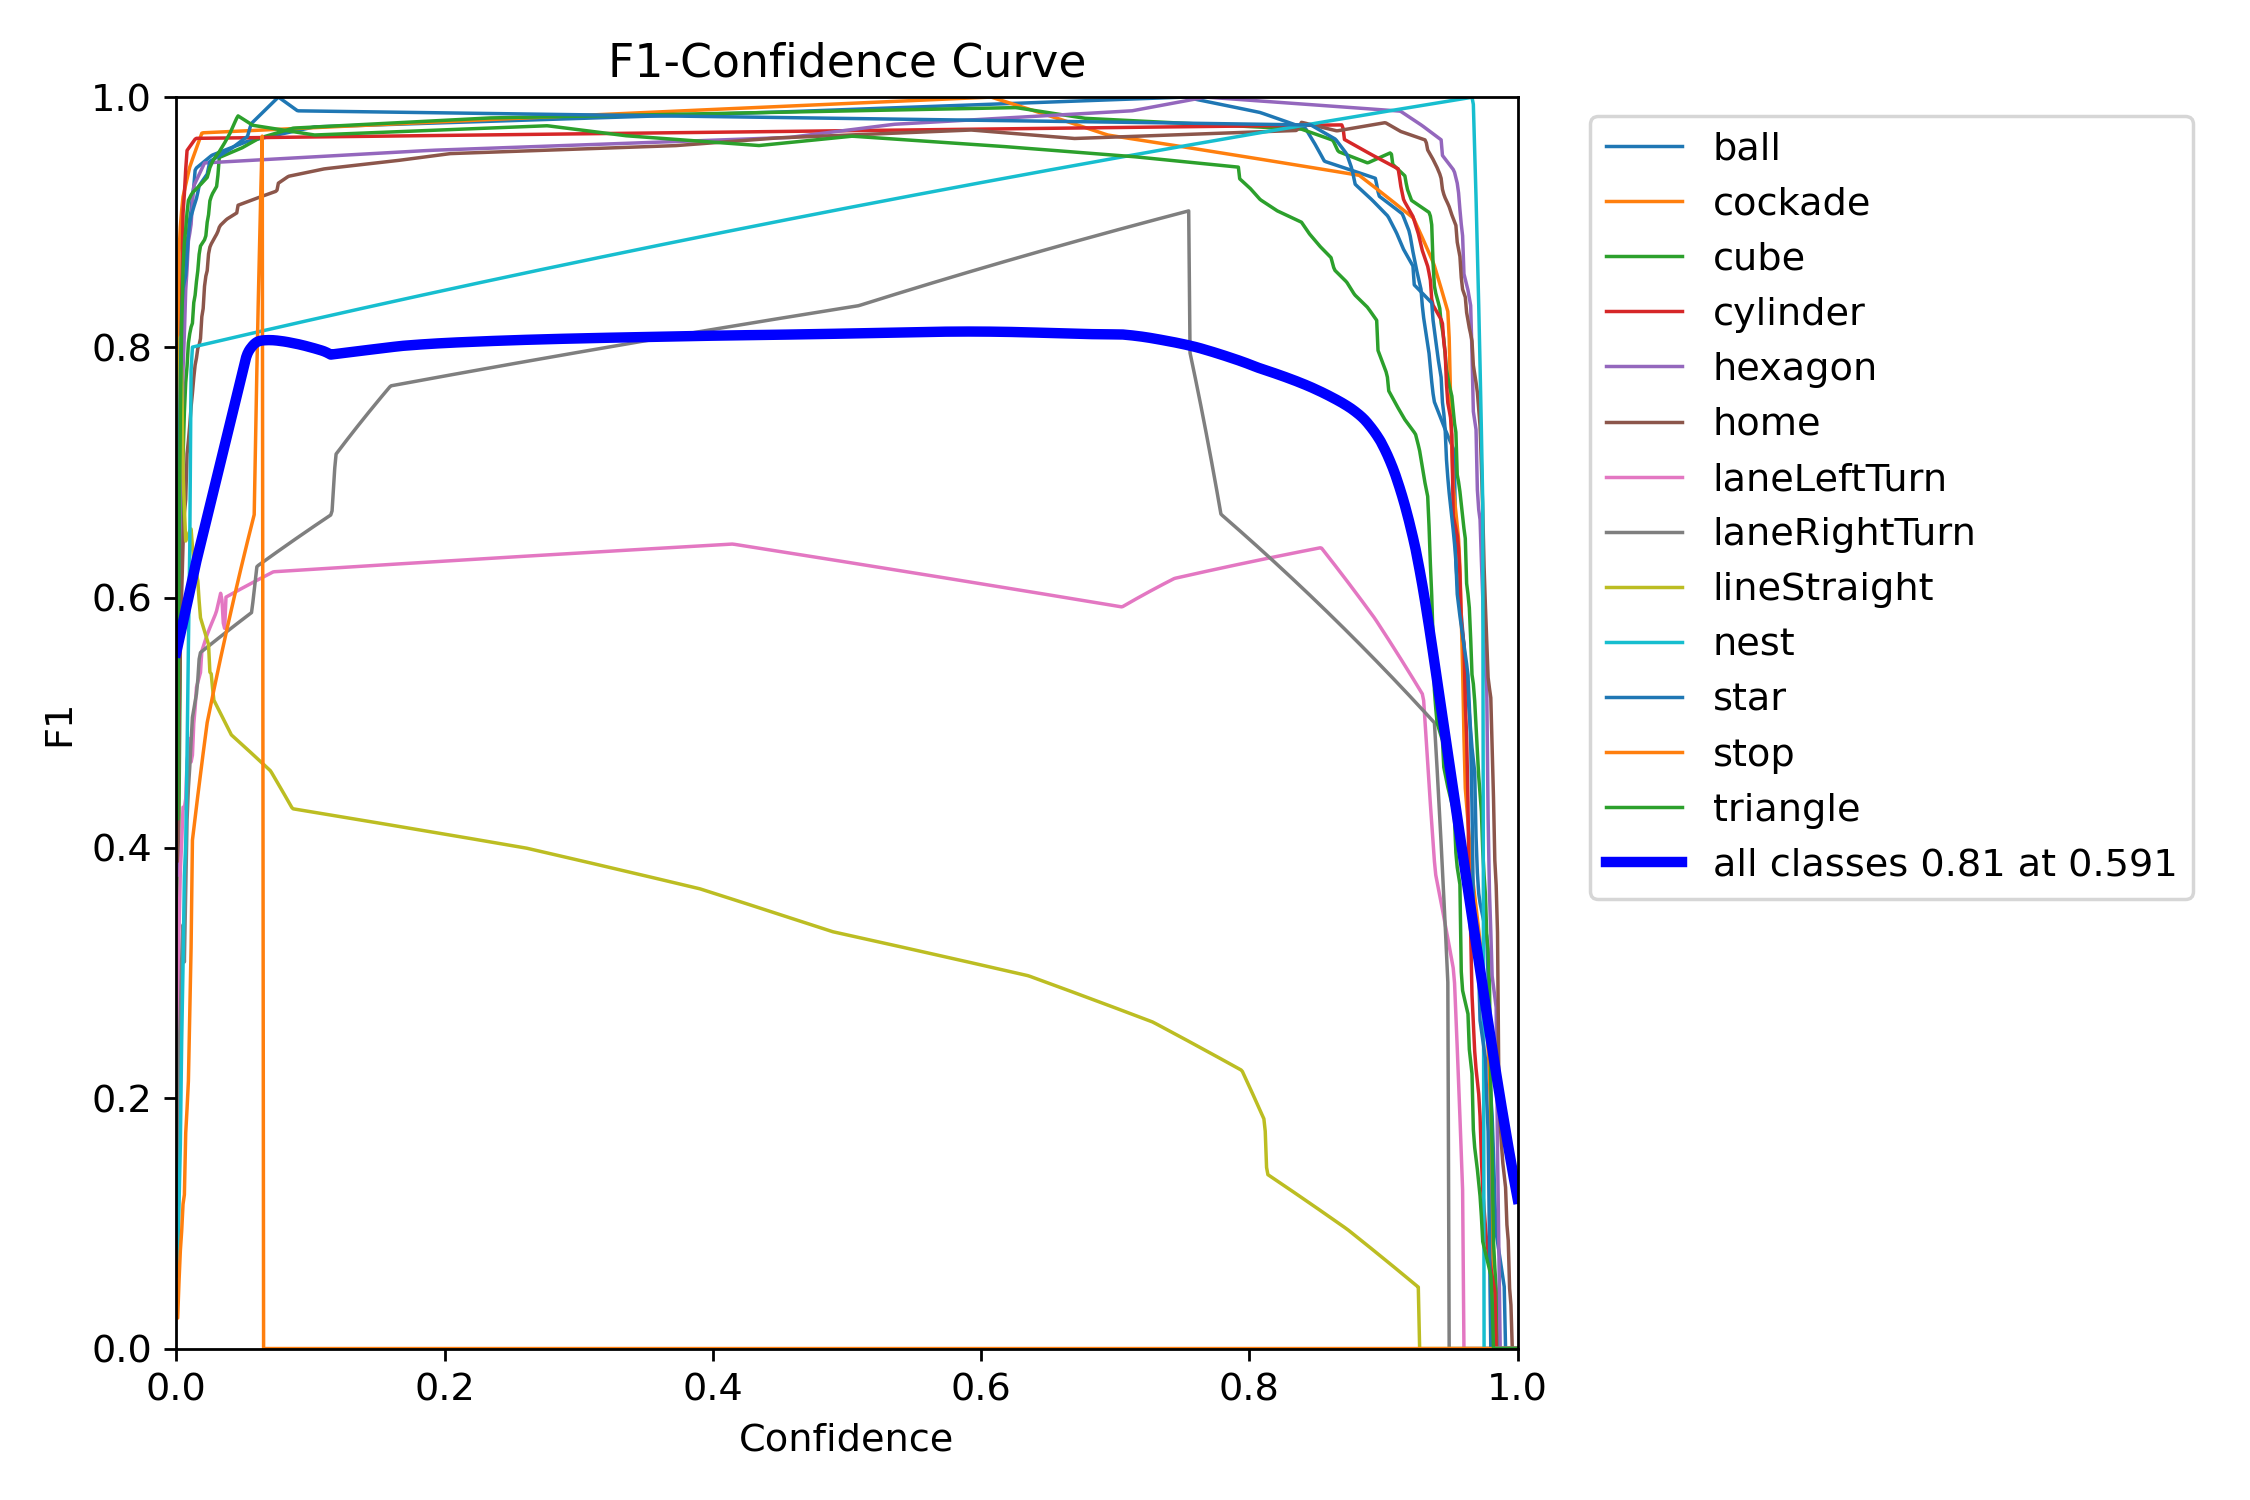 F1-Confidence Curve
1.0
0.8
0.6
0.4
0.2
0.0
F1
0.0 0.2 0.4 0.6 0.8 1.0
Confidence
ball
cockade
cube
cylinder
hexagon
home
laneLeftTurn
laneRightTurn
lineStraight
nest
star
stop
triangle
all classes 0.81 at 0.591